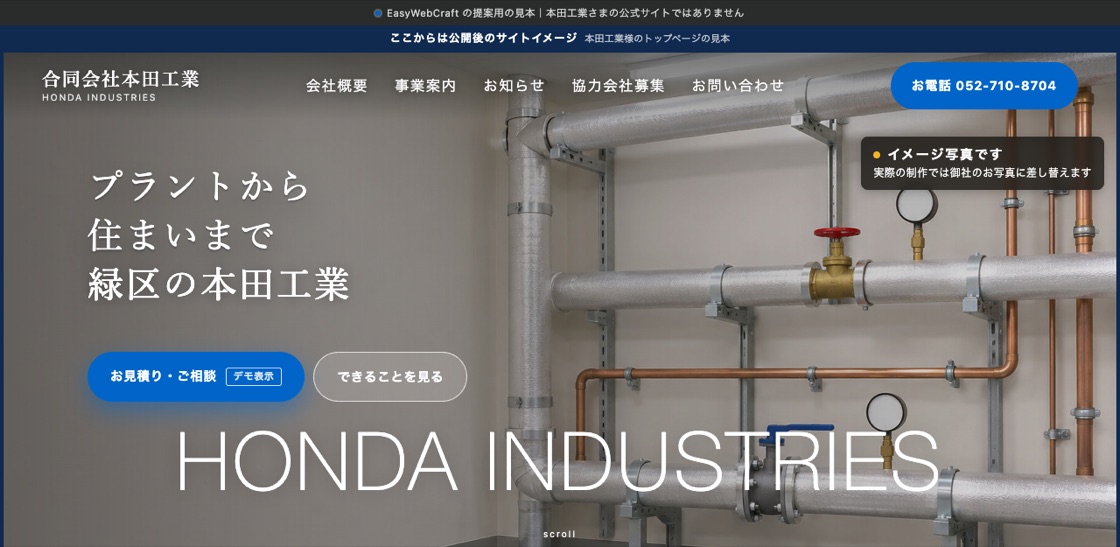 EasyWebCraft の提案用の見本｜本田工業さまの公式サイトではありません
ここからは公開後のサイトイメージ 本田工業様のトップページの見本
合同会社本田工業
HONDA INDUSTRIES
会社概要 事業案内 お知らせ 協力会社募集 お問い合わせ
お電話 052-710-8704
イメージ写真です
実際の制作では御社のお写真に差し替えます
プラントから
住まいまで
緑区の本田工業
お見積り・ご相談 デモ表示
できることを見る
HONDA INDUSTRIES
scroll